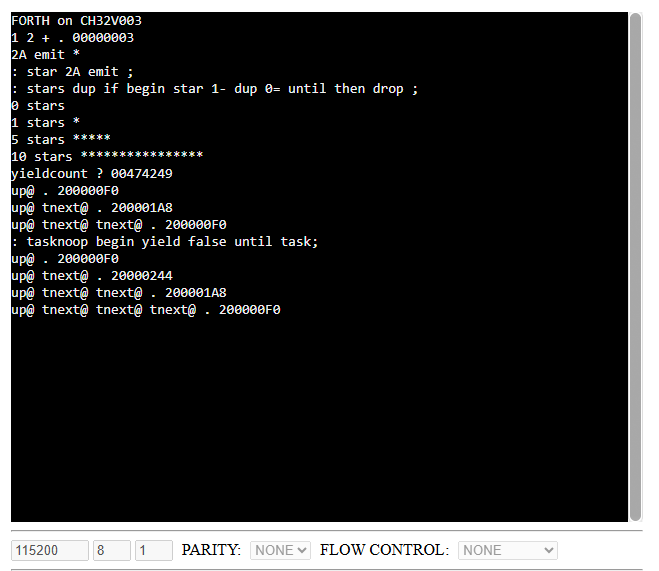 FORTH on CH32V003
1 2 + . 00000003
2A emit *
: star 2A emit ;
: stars dup if begin star 1- dup 0= until then drop ;
0 stars
1 stars *
5 stars *****
10 stars ****************
yieldcount ? 00474249
up@ . 200000F0
up@ tnext@ . 200001A8
up@ tnext@ tnext@ . 200000F0
: tasknoop begin yield false until task;
up@ . 200000F0
up@ tnext@ . 20000244
up@ tnext@ tnext@ . 200001A8
up@ tnext@ tnext@ tnext@ . 200000F0
115200 8 1 PARITY: NONE FLOW CONTROL: NONE